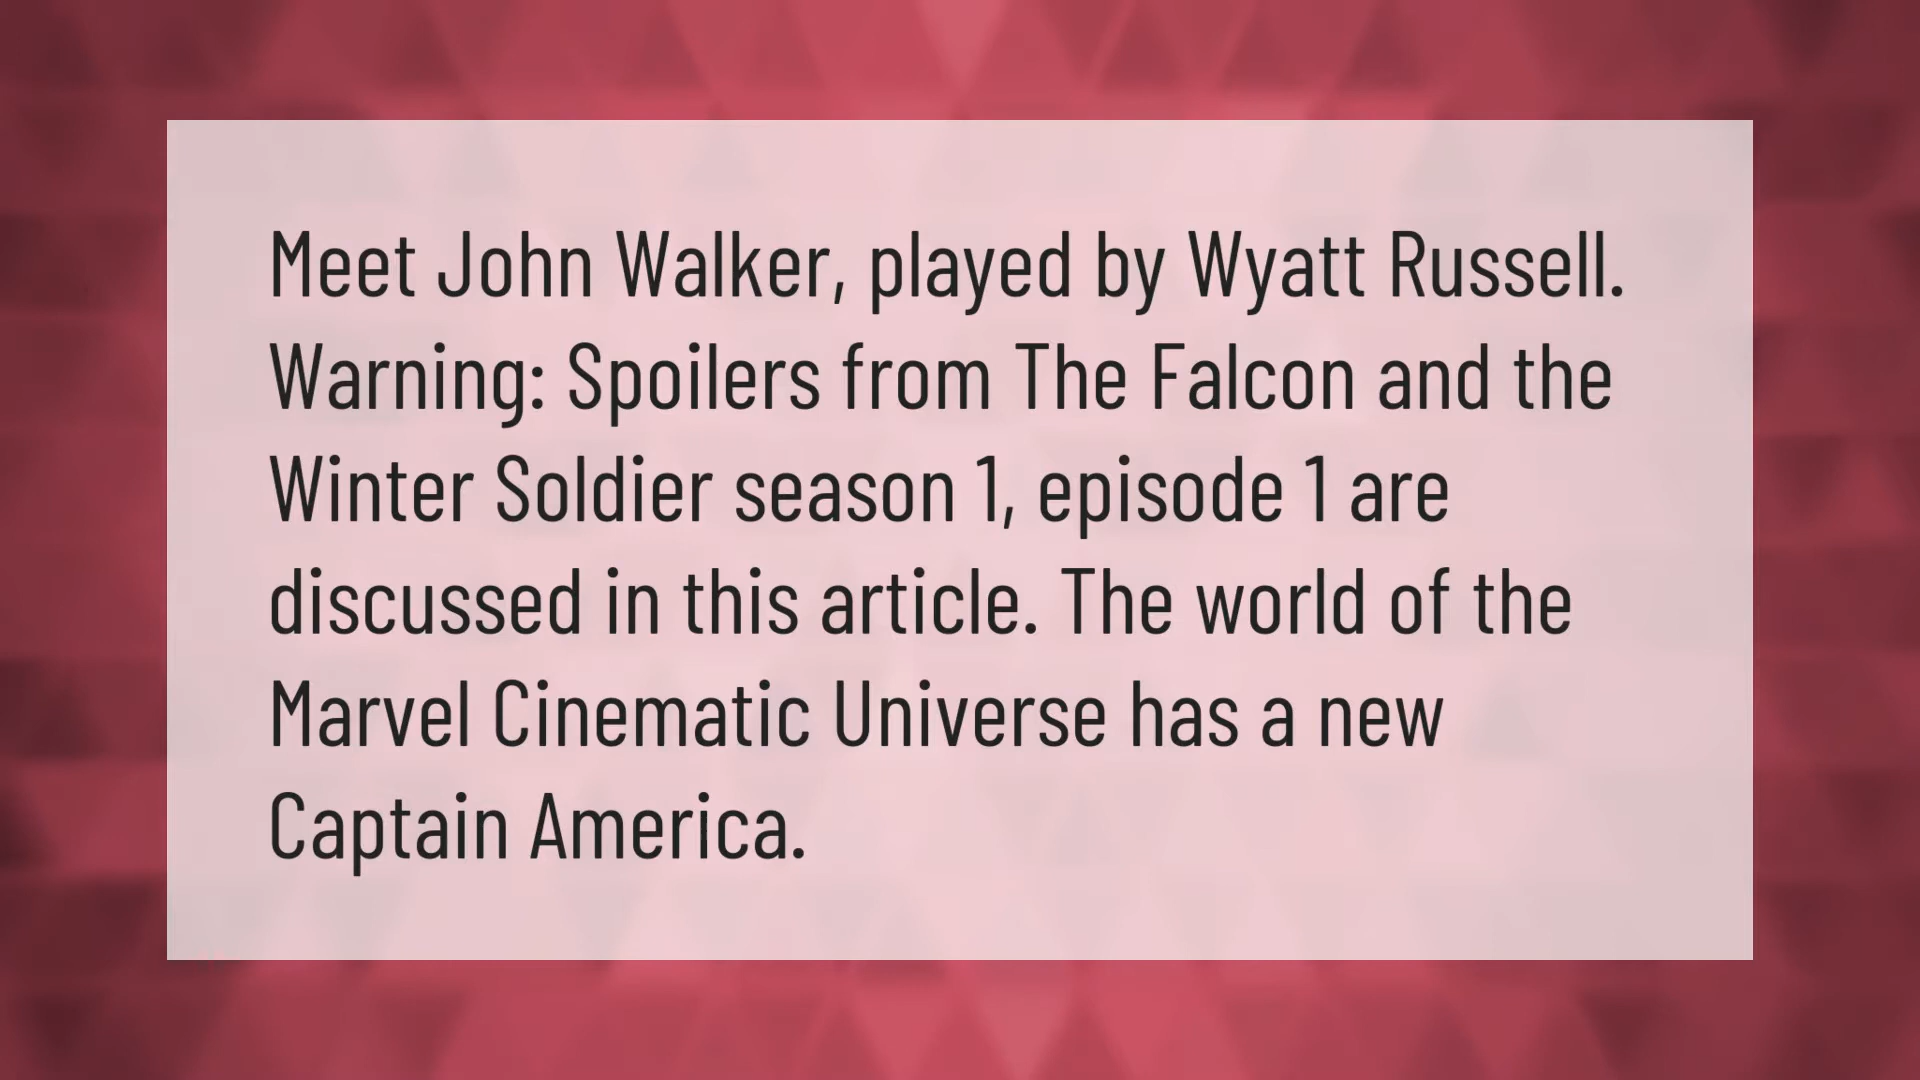 Meet John Walker, played by Wyatt Russell.
Warning: Spoilers from The Falcon and the
Winter Soldier season 1, episode 1 are
discussed in this article. The world of the
Marvel Cinematic Universe has a new
Captain America.